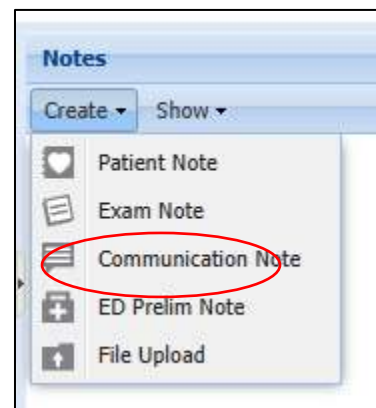 Notes
Create Show
Patient Note
Exam Note
Communication Note
ED Prelim Note
File Upload